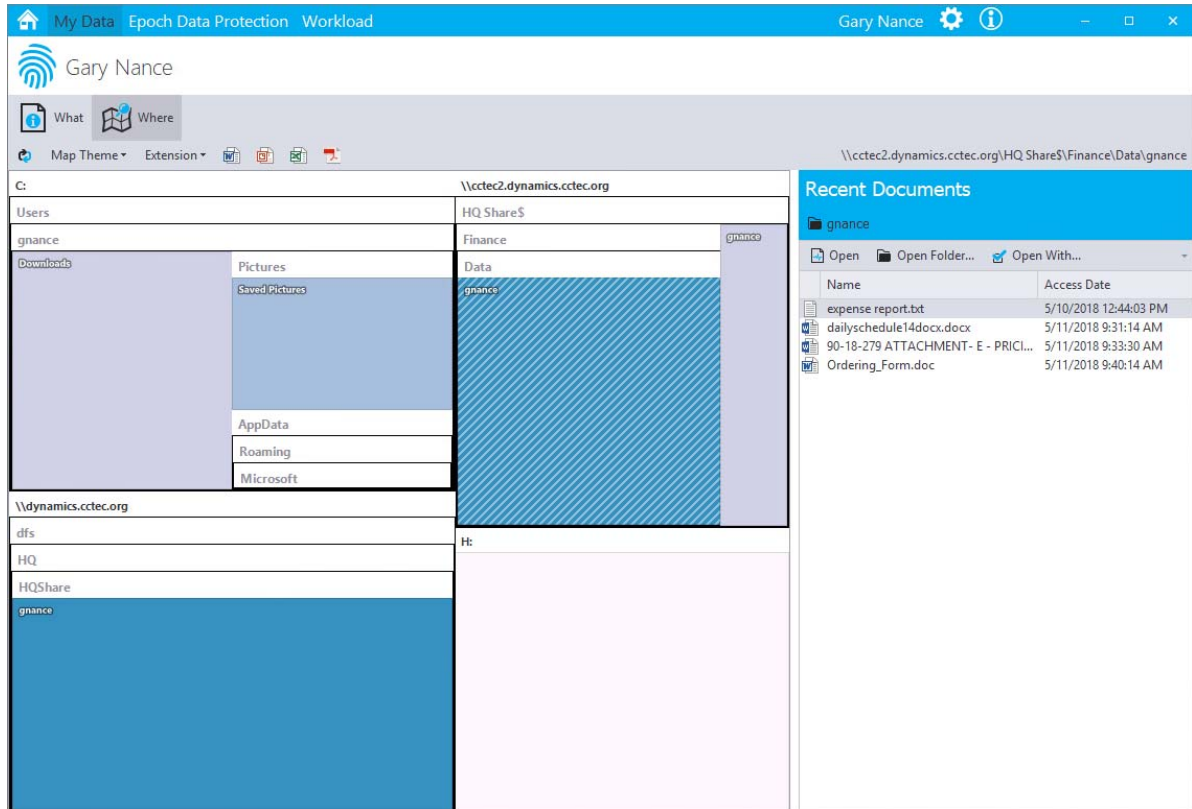 My Data Epoch Data Protection Workload Gary Nance
Gary Nance
What Where
Map Theme Extension \\cctec2.dynamics.cctec.org\HQ Share$\Finance\Data\gnance
C:
Users
gnance
Downloads
Pictures
Saved Pictures
AppData
Roaming
Microsoft
\\dynamics.cctec.org
dfs
HQ
HQShare
gnance
\\cctec2.dynamics.cctec.org
HQ Share$
Finance
gnance
Data
gnance
H:
Recent Documents
gnance
Open Open Folder... Open With...
Name Access Date
expense report.txt 5/10/2018 12:44:03 PM
dailyschedule14docx.docx 5/11/2018 9:31:14 AM
90-18-279 ATTACHMENT- E - PRICI... 5/11/2018 9:33:30 AM
Ordering_Form.doc 5/11/2018 9:40:14 AM